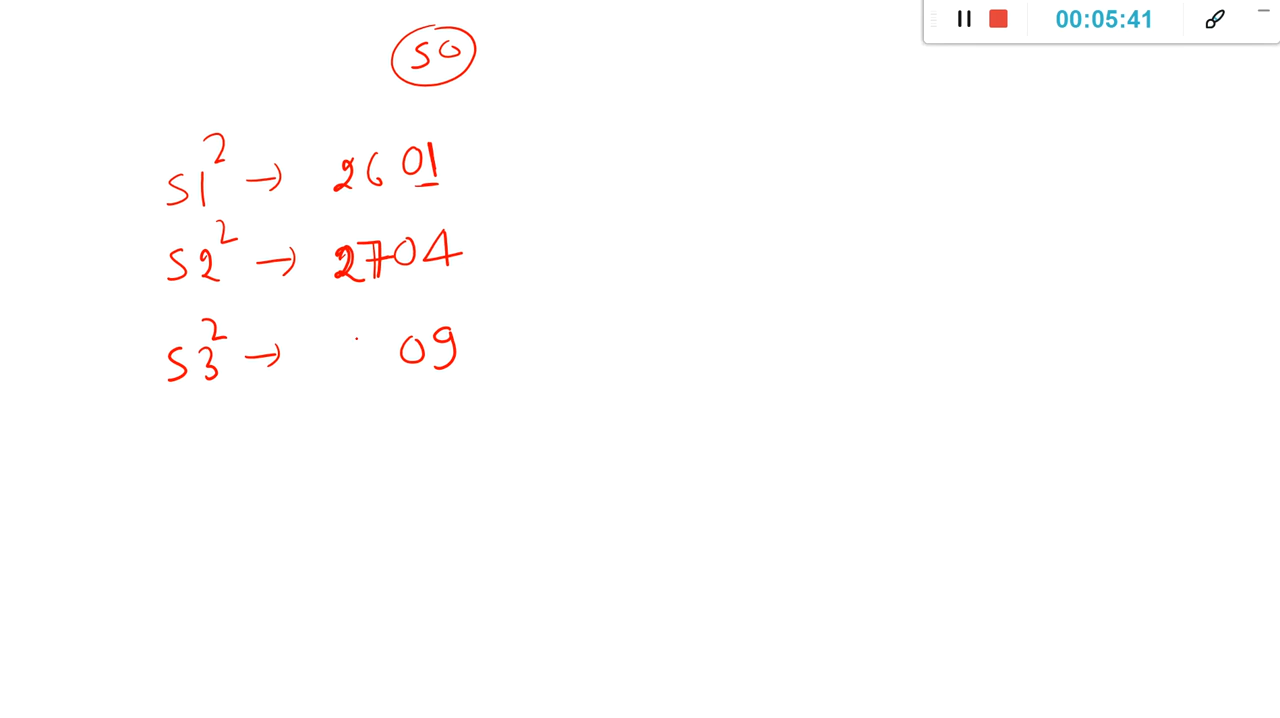 00:05:41
50
51² → 2601
52² → 2704
53² → 09